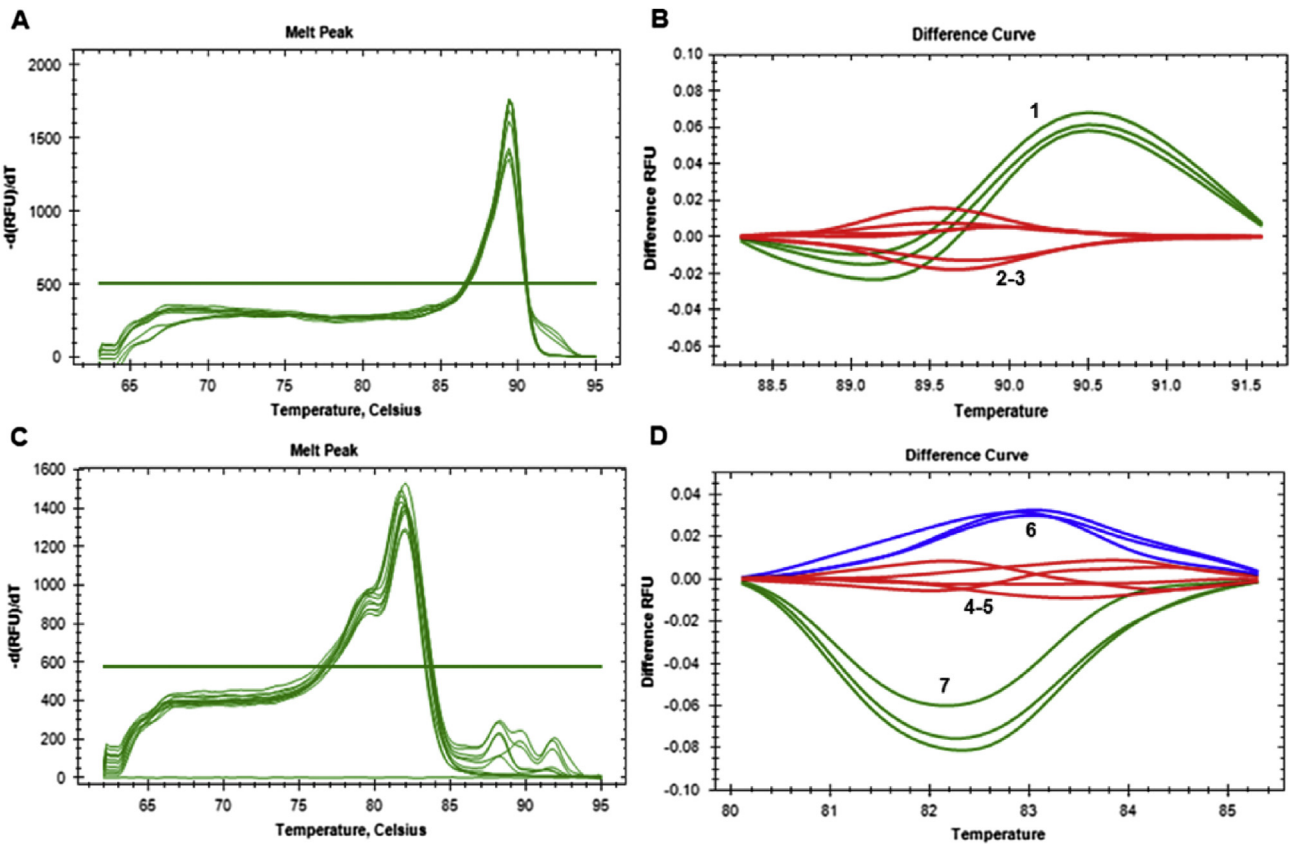 A
Melt Peak
-d(RFU)/dT
2000
1500
1000
500
0
65 70 75 80 85 90 95
Temperature, Celsius
B
Difference Curve
Difference RFU
0.10
0.08
0.06
0.04
0.02
0.00
-0.02
-0.04
-0.06
1
2-3
88.5 89.0 89.5 90.0 90.5 91.0 91.5
Temperature
C
Melt Peak
-d(RFU)/dT
1600
1400
1200
1000
800
600
400
200
0
65 70 75 80 85 90 95
Temperature, Celsius
D
Difference Curve
Difference RFU
0.04
0.02
0.00
-0.02
-0.04
-0.06
-0.08
-0.10
6
4-5
7
80 81 82 83 84 85
Temperature